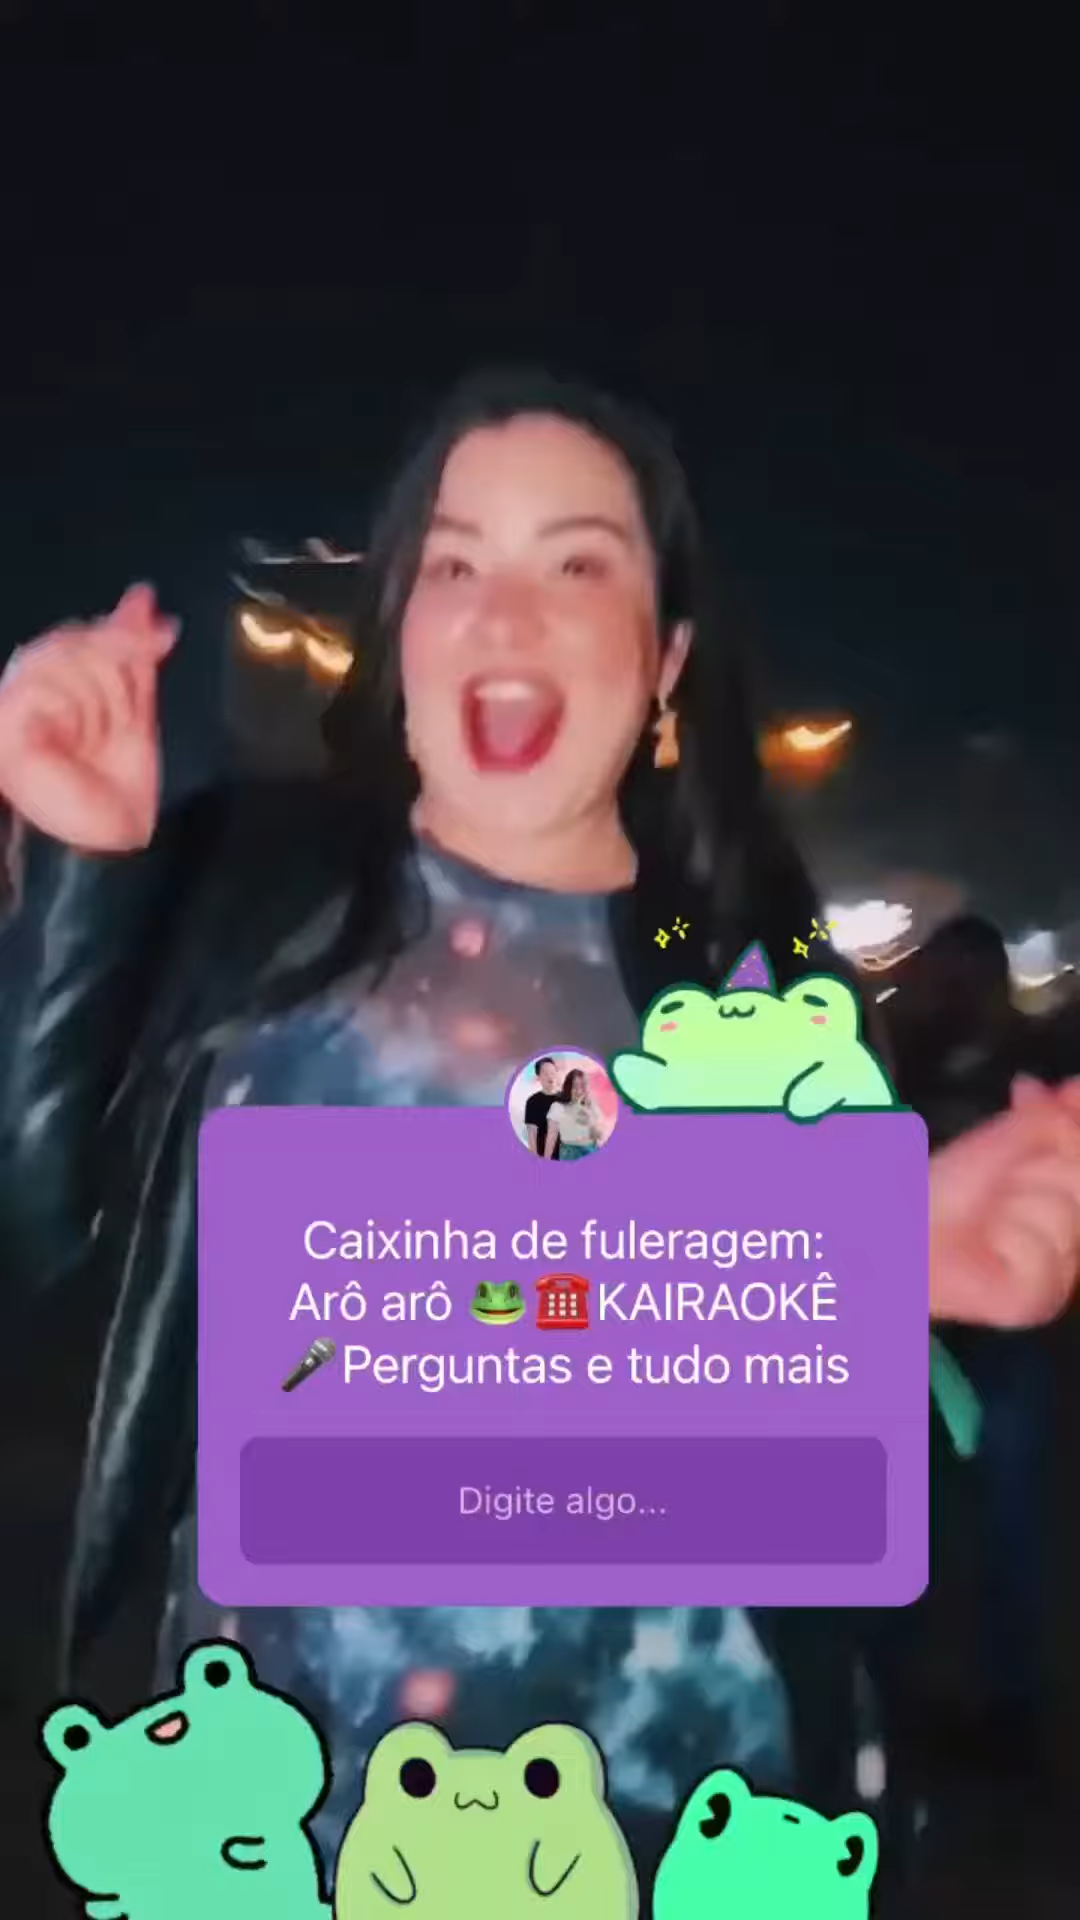 Caixinha de fuleragem:
Arô arô 🐸☎️KAIRAOKÊ
🎤Perguntas e tudo mais
Digite algo...